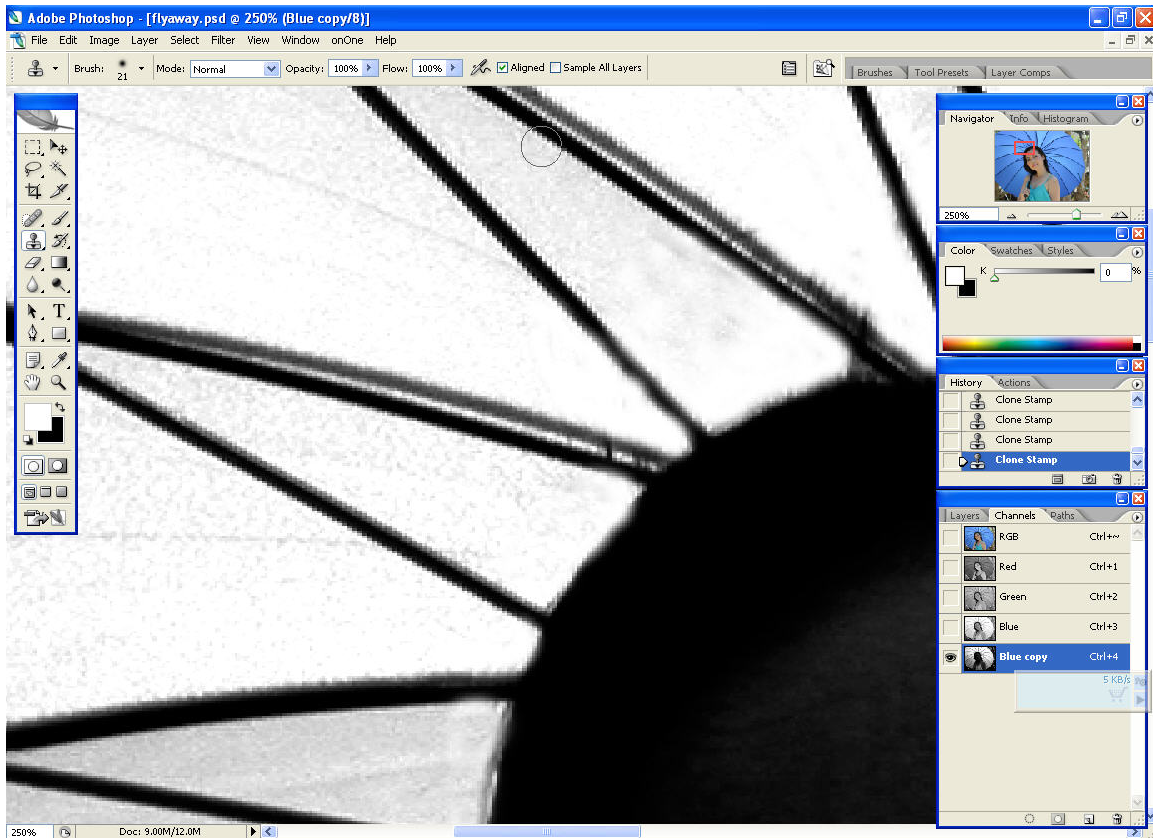 Adobe Photoshop - [flyaway.psd @ 250% (Blue copy/8)]
File Edit Image Layer Select Filter View Window onOne Help
Brush: 21 Mode: Normal Opacity: 100% Flow: 100% Aligned Sample All Layers
Brushes Tool Presets Layer Comps
Navigator Info Histogram
250%
Color Swatches Styles
K 0 %
History Actions
Clone Stamp
Clone Stamp
Clone Stamp
Clone Stamp
Layers Channels Paths
RGB Ctrl+~
Red Ctrl+1
Green Ctrl+2
Blue Ctrl+3
Blue copy Ctrl+4
5 KB/s
T
250% Doc: 9.00M/12.0M